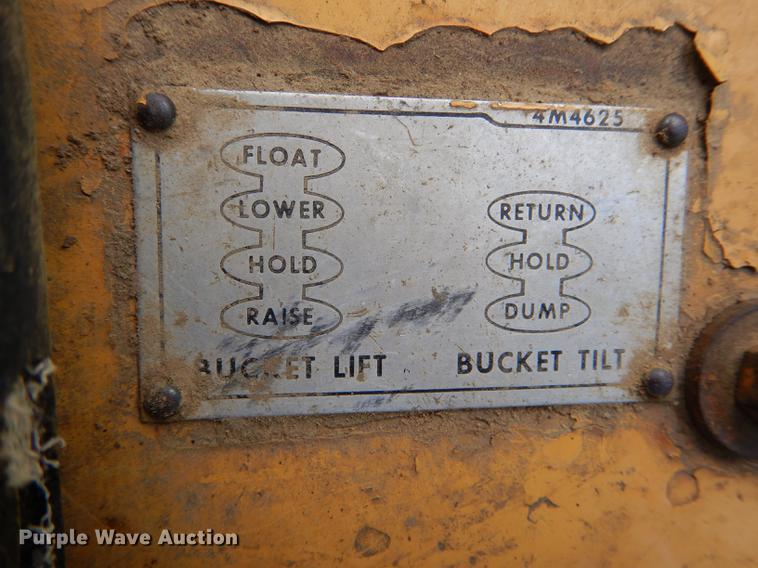 4M4625
FLOAT
LOWER
HOLD
RAISE
BUCKET LIFT
RETURN
HOLD
DUMP
BUCKET TILT
Purple Wave Auction